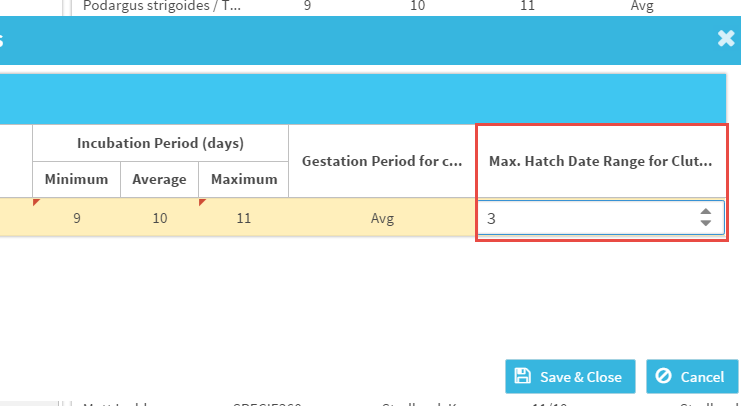 Podargus strigoides / T... 9 10 11 Avg
s
Incubation Period (days) Gestation Period for c... Max. Hatch Date Range for Clut...
Minimum Average Maximum
9 10 11 Avg 3
Save & Close Cancel